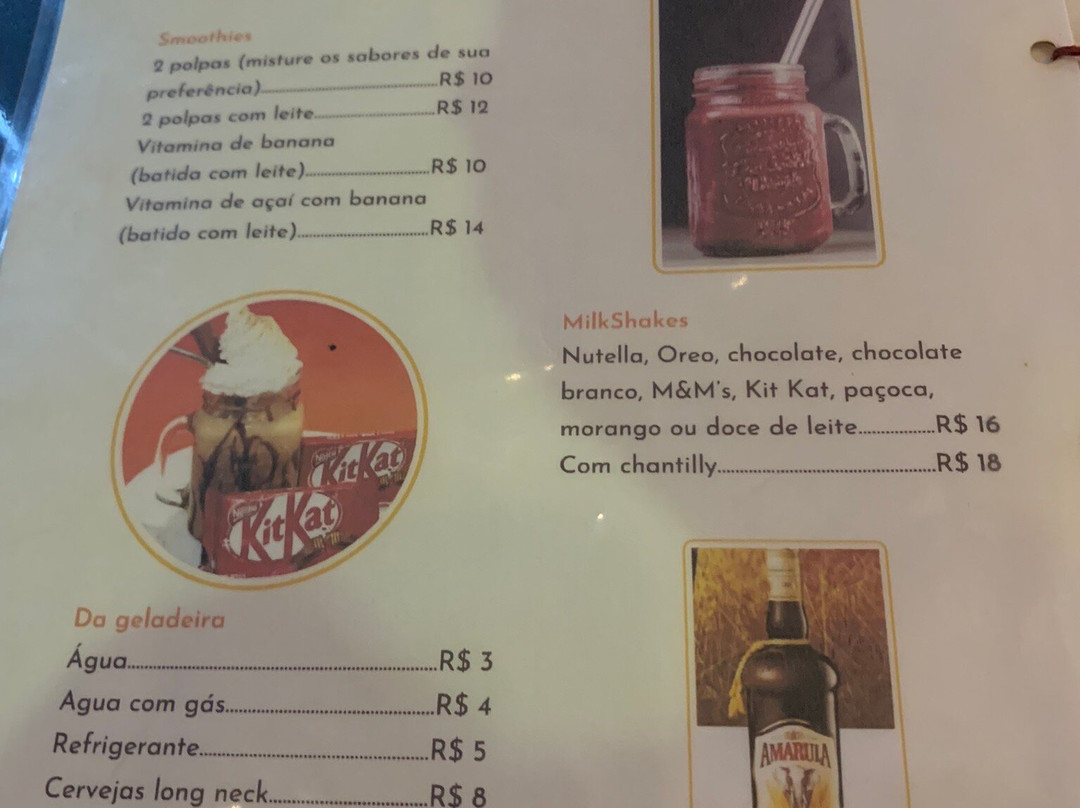 Smoothies
2 polpas (misture os sabores de sua
preferência)........................................R$ 10
2 polpas com leite............................R$ 12
Vitamina de banana
(batida com leite).............................R$ 10
Vitamina de açaí com banana
(batido com leite)..............................R$ 14
KitKat
KitKat
Da geladeira
Água......................................................................R$ 3
Agua com gás...............................................R$ 4
Refrigerante...................................................R$ 5
Cervejas long neck...................................R$ 8
MilkShakes
Nutella, Oreo, chocolate, chocolate
branco, M&M's, Kit Kat, paçoca,
morango ou doce de leite.................R$ 16
Com chantilly................................................R$ 18
AMARULA